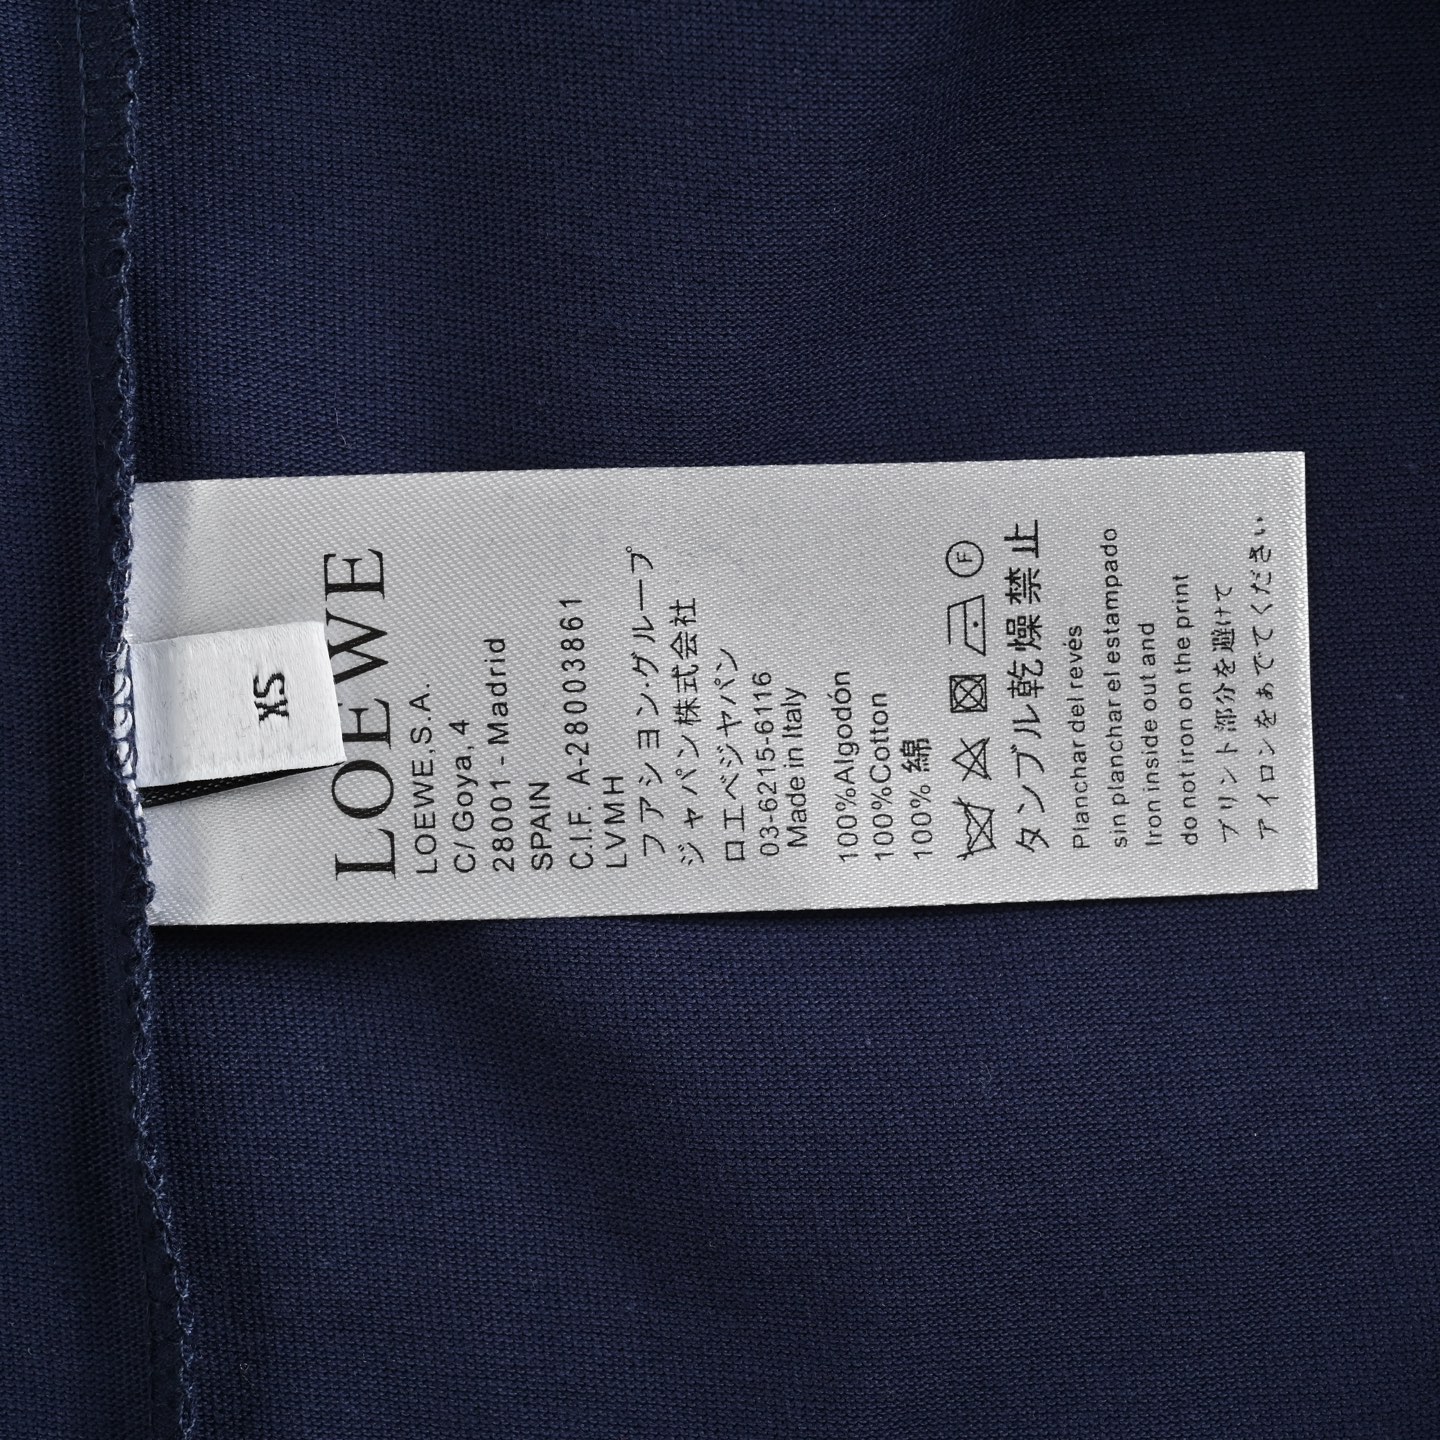 XS
LOEWE
LOEWE,S.A.
C/Goya,4
28001-Madrid
SPAIN
C.I.F. A-28003861
LVMH
フアション·グループ
ジャパン株式会社
ロエベジャパン
03-6215-6116
Made in Italy
100%Algodón
100%Cotton
100% 綿
F
タンブル乾燥禁止
Planchar del revés
sin planchar el estampado
Iron inside out and
do not iron on the print
プリント部分を避けて
アイロンをぁでてください